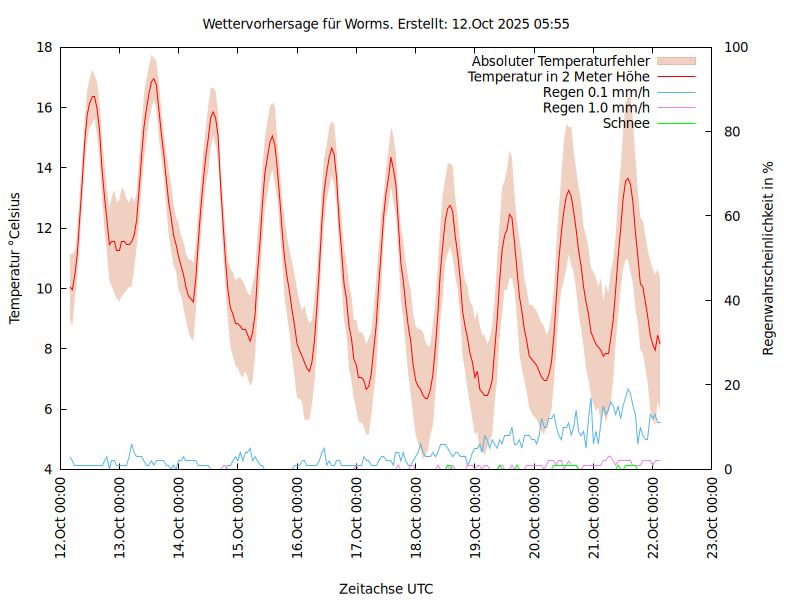 Wettervorhersage für Worms. Erstellt: 12.Oct 2025 05:55
Absoluter Temperaturfehler
Temperatur in 2 Meter Höhe
Regen 0.1 mm/h
Regen 1.0 mm/h
Schnee
Temperatur °Celsius
18
16
14
12
10
8
6
4
100
80
60
40
20
0
Regenwahrscheinlichkeit in %
12.Oct 00:00
13.Oct 00:00
14.Oct 00:00
15.Oct 00:00
16.Oct 00:00
17.Oct 00:00
18.Oct 00:00
19.Oct 00:00
20.Oct 00:00
21.Oct 00:00
22.Oct 00:00
23.Oct 00:00
Zeitachse UTC